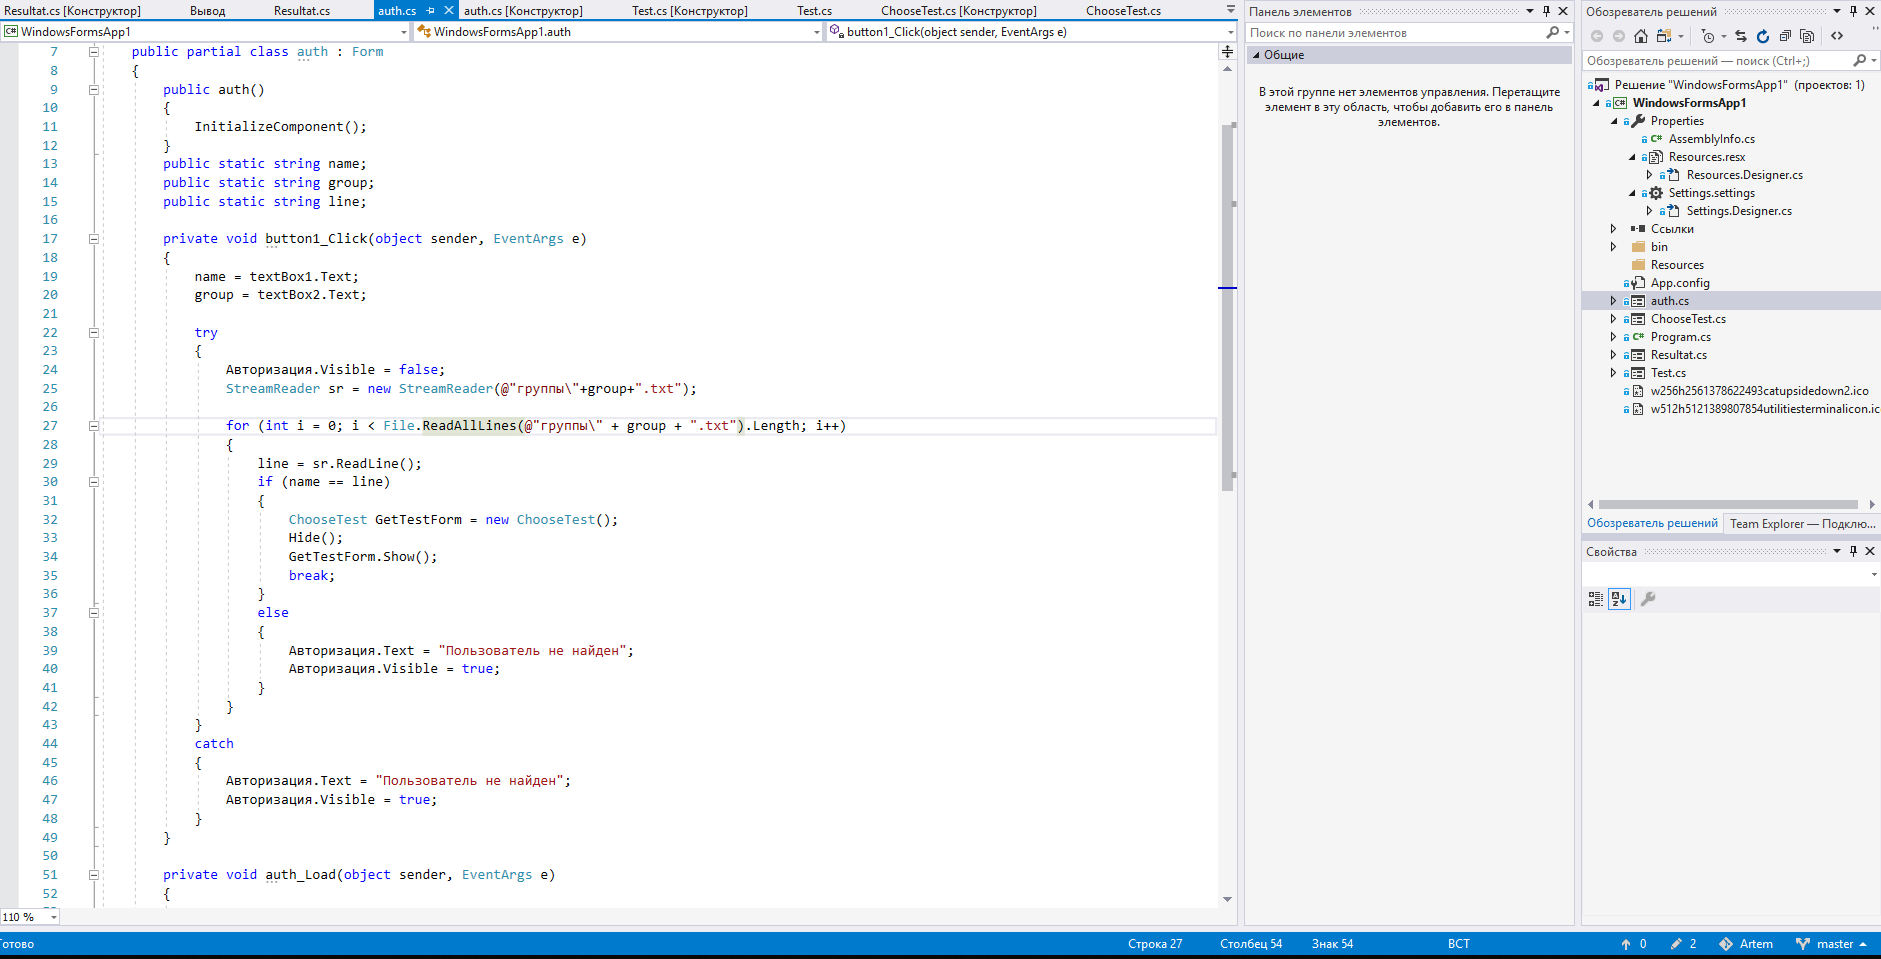 Resultat.cs [Конструктор]
Вывод
Resultat.cs
auth.cs
auth.cs [Конструктор]
Test.cs [Конструктор]
Test.cs
ChooseTest.cs [Конструктор]
ChooseTest.cs
WindowsFormsApp1
WindowsFormsApp1.auth
button1_Click(object sender, EventArgs e)
7 public partial class auth : Form
8 {
9 public auth()
10 {
11 InitializeComponent();
12 }
13 public static string name;
14 public static string group;
15 public static string line;
16
17 private void button1_Click(object sender, EventArgs e)
18 {
19 name = textBox1.Text;
20 group = textBox2.Text;
21
22 try
23 {
24 Авторизация.Visible = false;
25 StreamReader sr = new StreamReader(@"группы\"+group+".txt");
26
27 for (int i = 0; i < File.ReadAllLines(@"группы\" + group + ".txt").Length; i++)
28 {
29 line = sr.ReadLine();
30 if (name == line)
31 {
32 ChooseTest GetTestForm = new ChooseTest();
33 Hide();
34 GetTestForm.Show();
35 break;
36 }
37 else
38 {
39 Авторизация.Text = "Пользователь не найден";
40 Авторизация.Visible = true;
41 }
42 }
43 }
44 catch
45 {
46 Авторизация.Text = "Пользователь не найден";
47 Авторизация.Visible = true;
48 }
49 }
50
51 private void auth_Load(object sender, EventArgs e)
52 {
110 %
Панель элементов
Поиск по панели элементов
Общие
В этой группе нет элементов управления. Перетащите
элемент в эту область, чтобы добавить его в панель
элементов.
Обозреватель решений
Обозреватель решений — поиск (Ctrl+;)
Решение "WindowsFormsApp1" (проектов: 1)
WindowsFormsApp1
Properties
AssemblyInfo.cs
Resources.resx
Resources.Designer.cs
Settings.settings
Settings.Designer.cs
Ссылки
bin
Resources
App.config
auth.cs
ChooseTest.cs
Program.cs
Resultat.cs
Test.cs
w256h2561378622493catupsidedown2.ico
w512h5121389807854utilitiesterminalicon.ic
Обозреватель решений
Team Explorer — Подклю...
Свойства
отово
Строка 27
Столбец 54
Знак 54
ВСТ
0
2
Artem
master